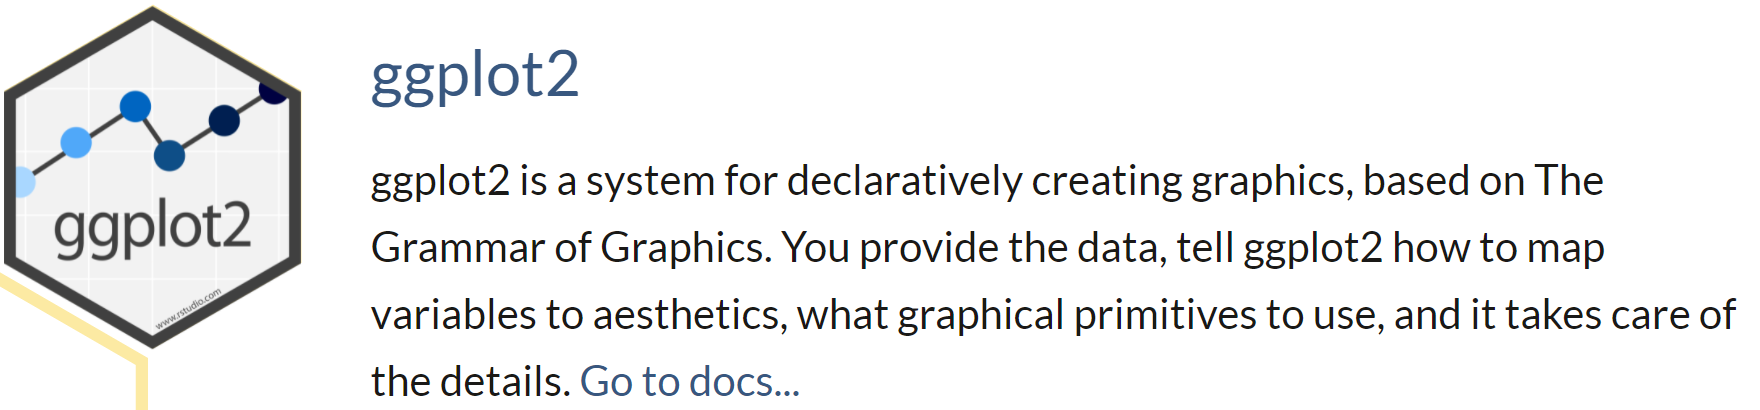 ggplot2
www.rstudio.com
ggplot2
ggplot2 is a system for declaratively creating graphics, based on The
Grammar of Graphics. You provide the data, tell ggplot2 how to map
variables to aesthetics, what graphical primitives to use, and it takes care of
the details. Go to docs...